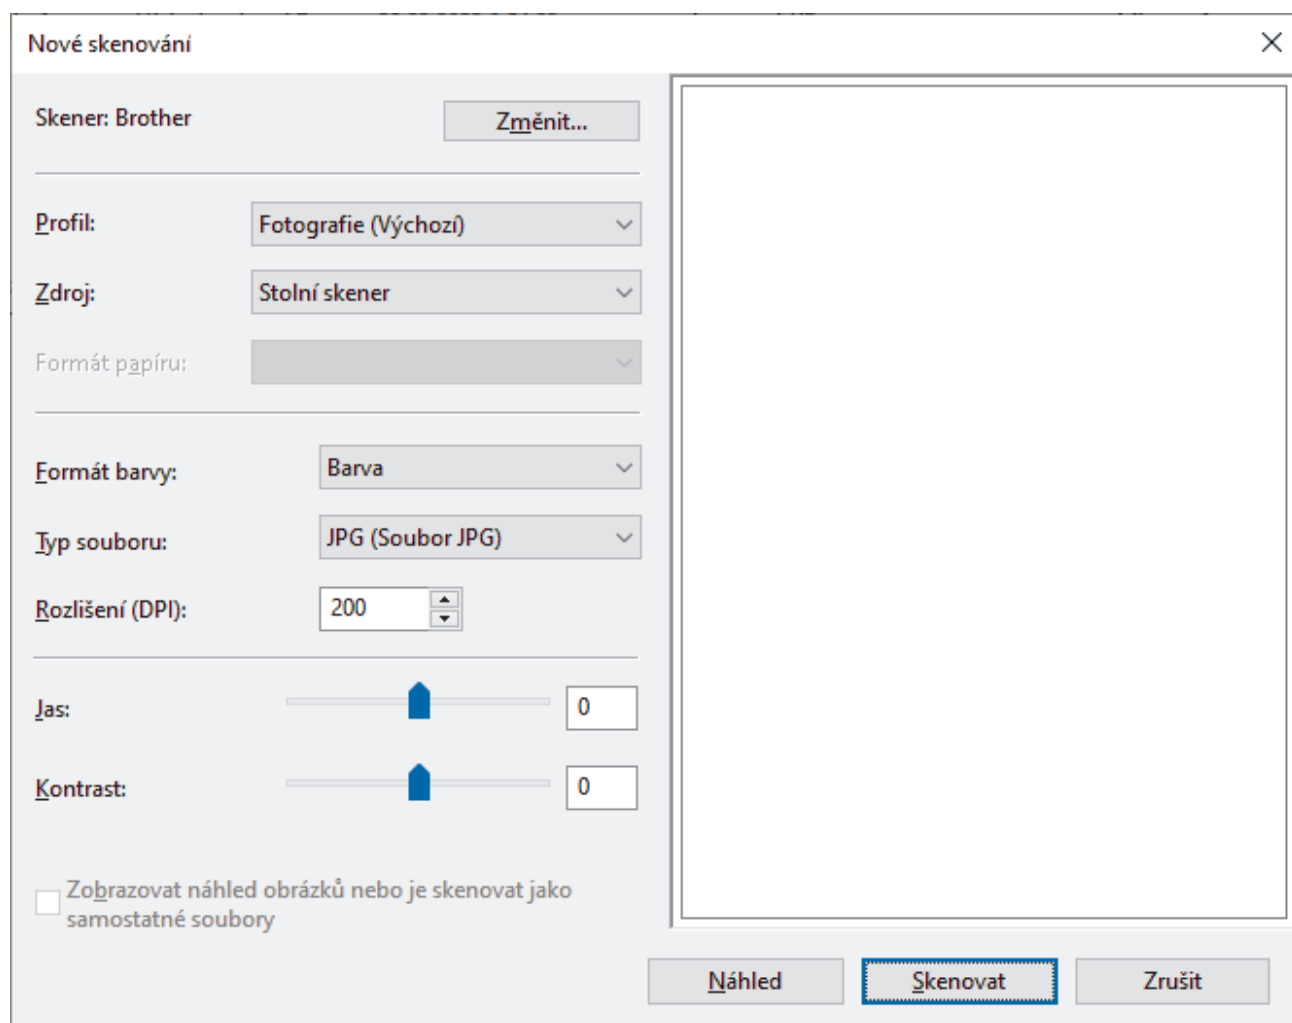 Nové skenování
Skener: Brother
Změnit...
Profil:
Fotografie (Výchozí)
Zdroj:
Stolní skener
Formát papíru:
Formát barvy:
Barva
Typ souboru:
JPG (Soubor JPG)
Rozlišení (DPI):
200
Jas:
0
Kontrast:
0
Zobrazovat náhled obrázků nebo je skenovat jako
samostatné soubory
Náhled
Skenovat
Zrušit